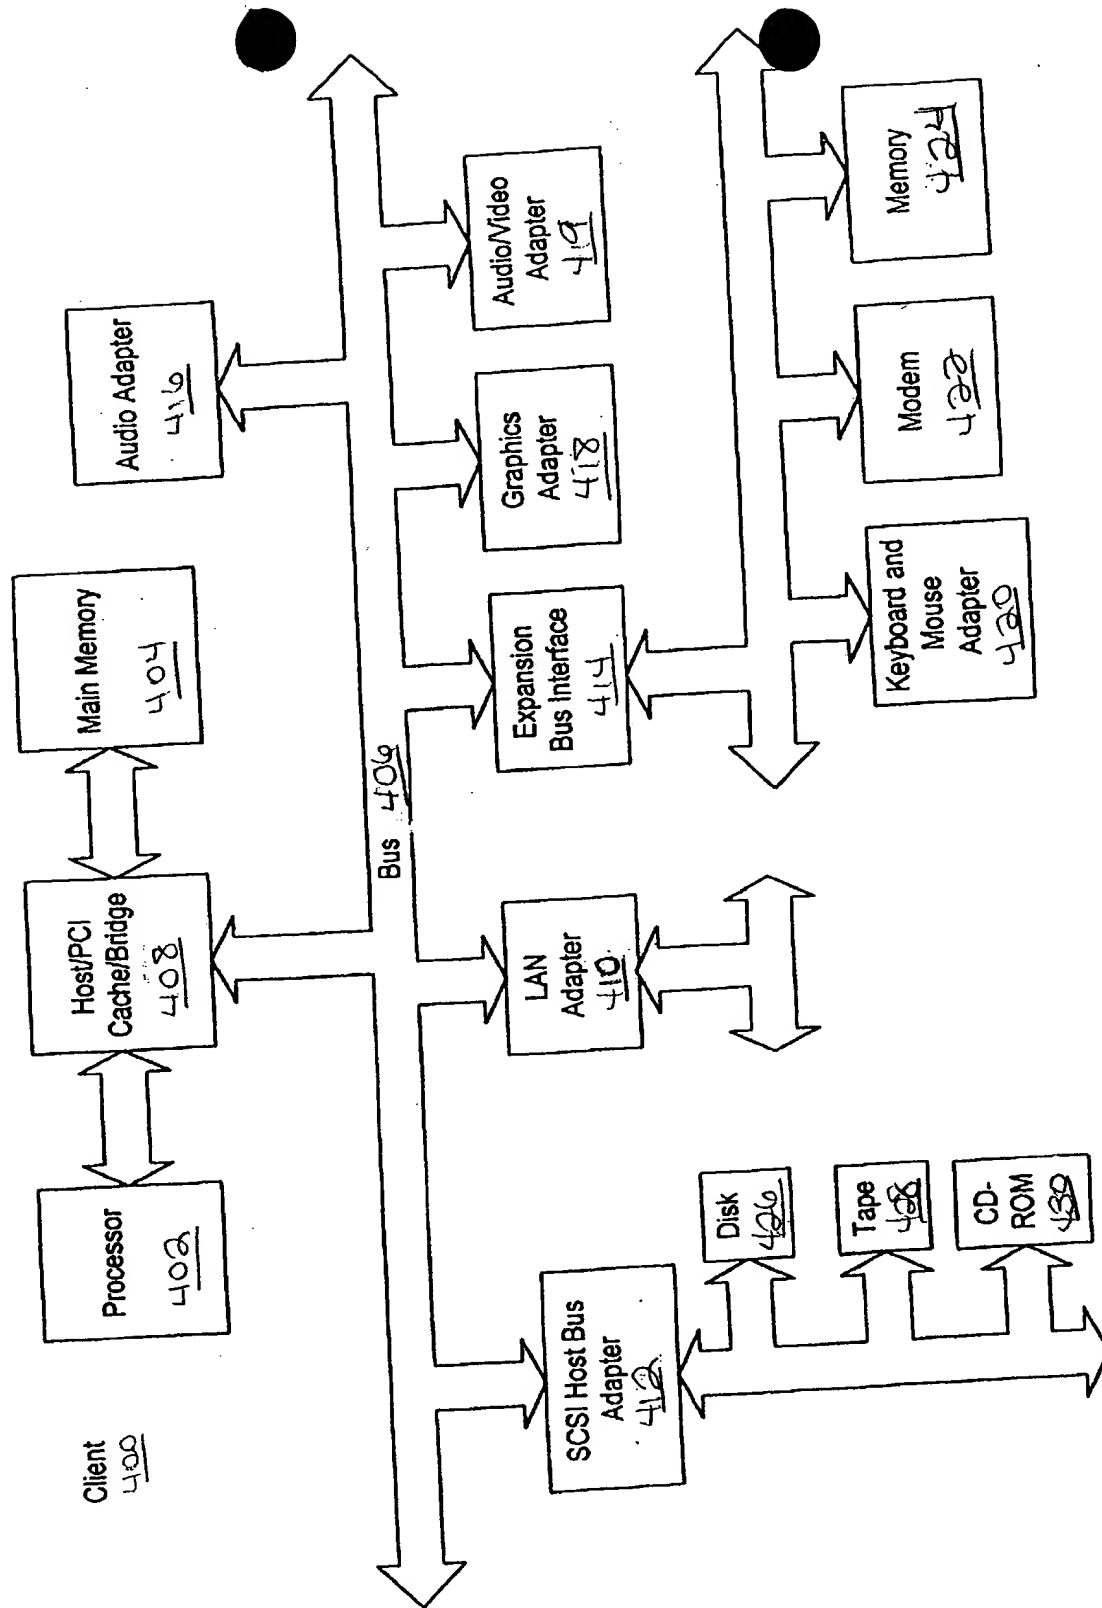 Client
400
Processor
402
Host/PCI
Cache/Bridge
408
Main Memory
404
Audio Adapter
416
Bus 406
SCSI Host Bus
Adapter
412
LAN
Adapter
410
Expansion
Bus Interface
414
Graphics
Adapter
418
Audio/Video
Adapter
419
Disk
426
Tape
428
CD-
ROM
430
Keyboard and
Mouse
Adapter
420
Modem
422
Memory
424